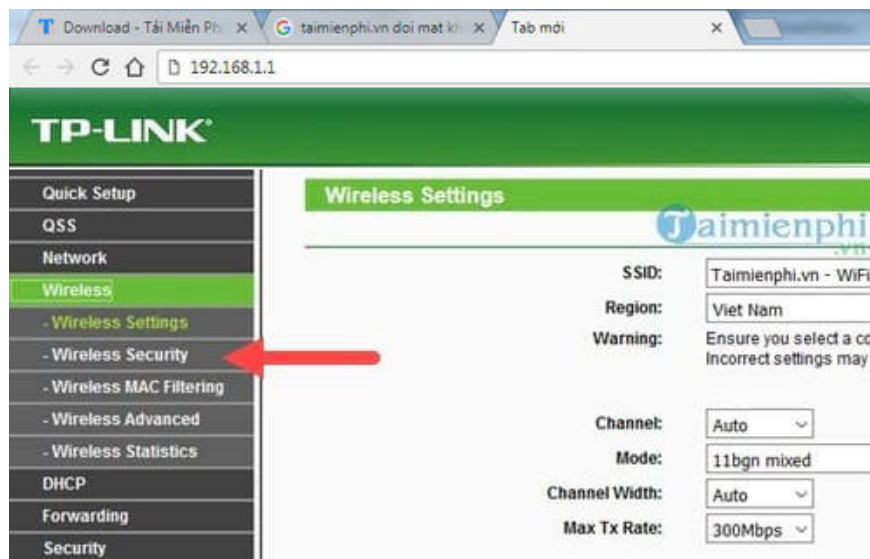 Download - Tải Miễn Ph
taimienphi.vn doi mat kh
Tab mới
192.168.1.1
TP-LINK
Quick Setup
QSS
Network
Wireless
- Wireless Settings
- Wireless Security
- Wireless MAC Filtering
- Wireless Advanced
- Wireless Statistics
DHCP
Forwarding
Security
Wireless Settings
Taimienphi
.vn
SSID: Taimienphi.vn - WiFi
Region: Viet Nam
Warning: Ensure you select a co
Incorrect settings may
Channel: Auto
Mode: 11bgn mixed
Channel Width: Auto
Max Tx Rate: 300Mbps